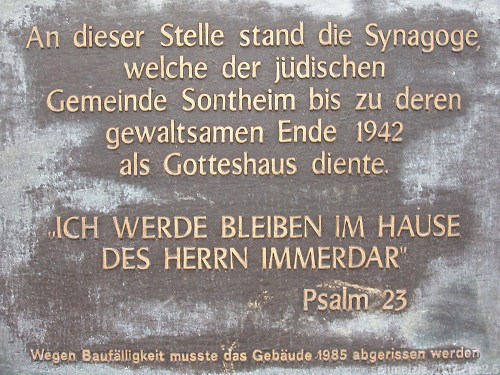 An dieser Stelle stand die Synagoge,
welche der jüdischen
Gemeinde Sontheim bis zu deren
gewaltsamen Ende 1942
als Gotteshaus diente.
„ICH WERDE BLEIBEN IM HAUSE
DES HERRN IMMERDAR"
Psalm 23
Wegen Baufälligkeit musste das Gebäude 1985 abgerissen werden